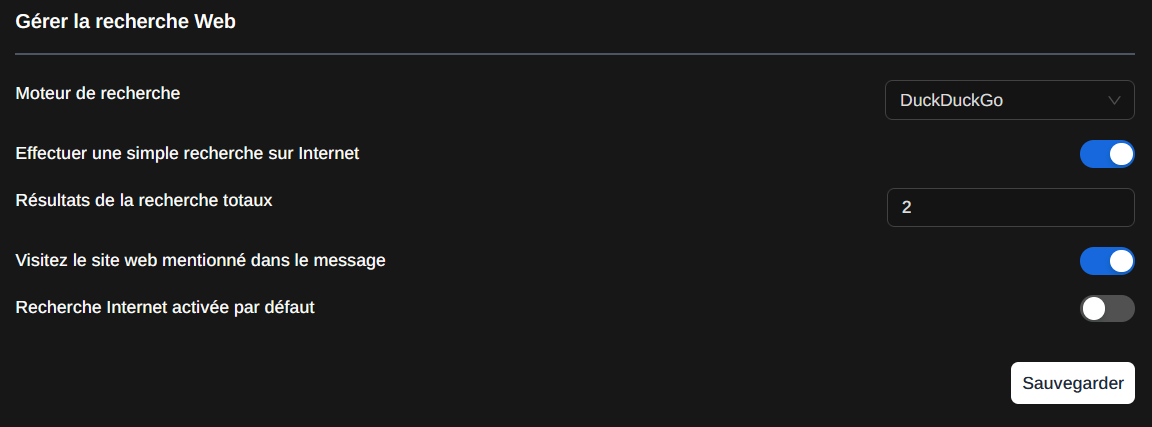 Gérer la recherche Web
Moteur de recherche
DuckDuckGo
Effectuer une simple recherche sur Internet
Résultats de la recherche totaux
2
Visitez le site web mentionné dans le message
Recherche Internet activée par défaut
Sauvegarder